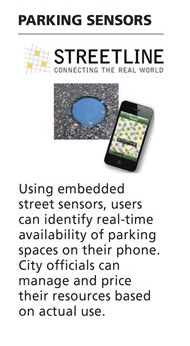 PARKING SENSORS
STREETLINE
CONNECTING THE REAL WORLD
Using embedded
street sensors, users
can identify real-time
availability of parking
spaces on their phone.
City officials can
manage and price
their resources based
on actual use.